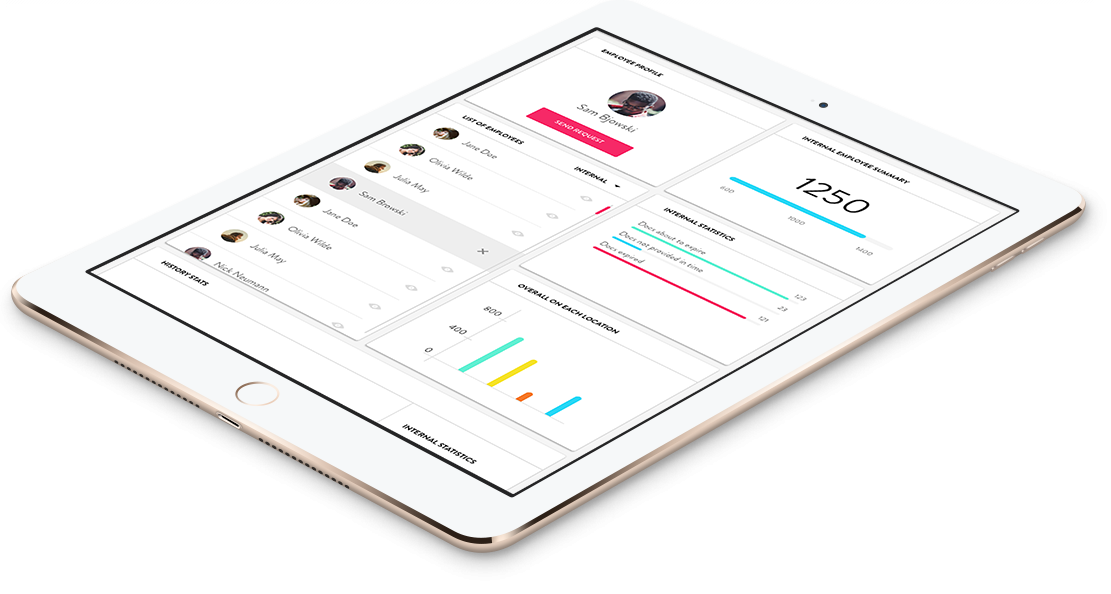 EMPLOYEE PROFILE
Sam Bjowski
SEND REQUEST
LIST OF EMPLOYEES
INTERNAL
Jane Doe
Olivia Wilde
Julia May
Sam Browski
Jane Doe
Olivia Wilde
Julia May
Nick Neumann
HISTORY STATS
INTERNAL EMPLOYEE SUMMARY
1250
600
1000
1400
INTERNAL STATISTICS
Docs about to expire
123
Docs not provided in time
23
Docs expired
121
OVERALL ON EACH LOCATION
800
400
0
INTERNAL STATISTICS